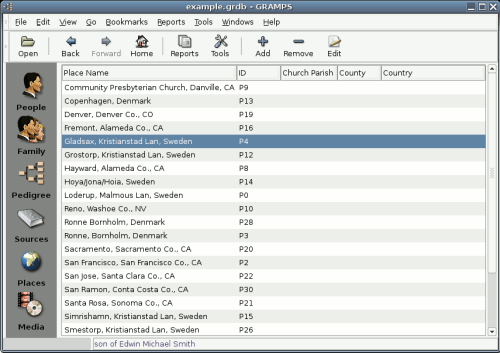 example.grdb - GRAMPS
File Edit View Go Bookmarks Reports Tools Windows Help
Open Back Forward Home Reports Tools Add Remove Edit
Place Name ID Church Parish County Country
Community Presbyterian Church, Danville, CA P9
Copenhagen, Denmark P13
Denver, Denver Co., CO P19
Fremont, Alameda Co., CA P16
Gladsax, Kristianstad Lan, Sweden P4
Grostorp, Kristianstad Lan, Sweden P12
Hayward, Alameda Co., CA P8
Hoya/Jona/Hoia, Sweden P14
Loderup, Malmous Lan, Sweden P0
Reno, Washoe Co., NV P10
Ronne Bornholm, Denmark P28
Ronne, Bornholm, Denmark P3
Sacramento, Sacramento Co., CA P20
San Francisco, San Francisco Co., CA P2
San Jose, Santa Clara Co., CA P22
San Ramon, Conta Costa Co., CA P30
Santa Rosa, Sonoma Co., CA P21
Simrishamn, Kristianstad Lan, Sweden P15
Smestorp, Kristianstad Lan, Sweden P26
People
Family
Pedigree
Sources
Places
Media
son of Edwin Michael Smith